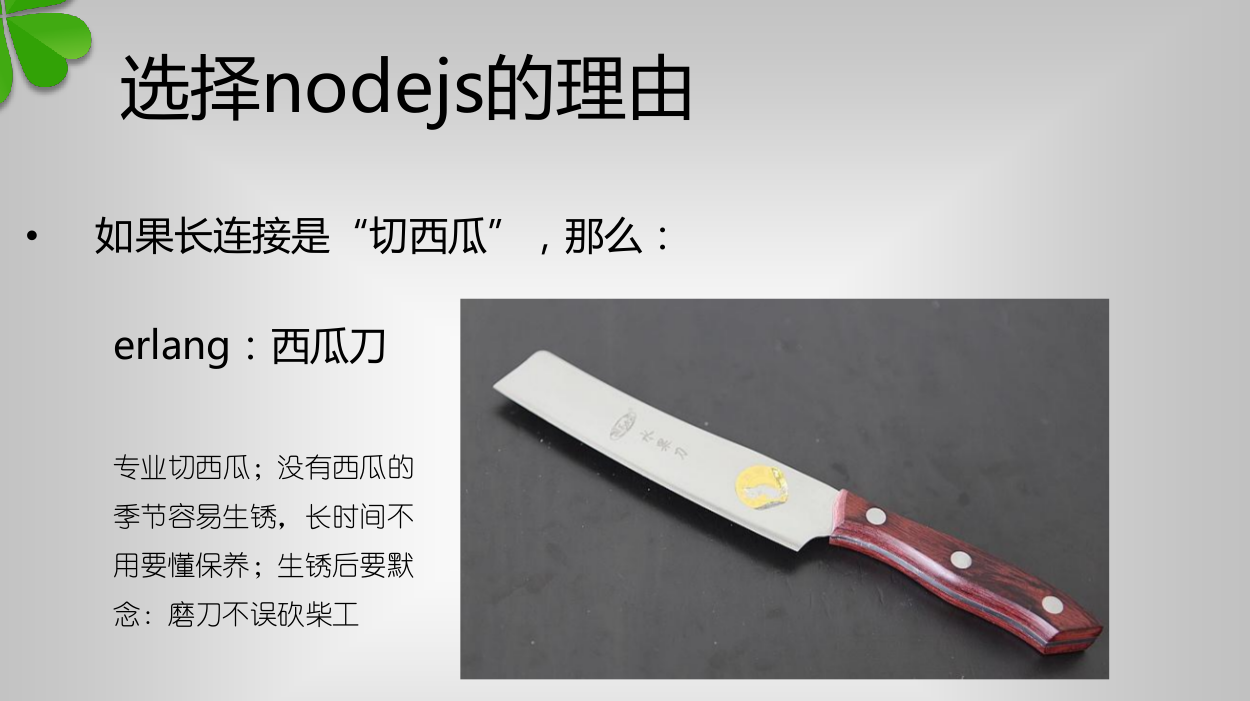 选择nodejs的理由
• 如果长连接是“切西瓜”，那么：
erlang：西瓜刀
专业切西瓜；没有西瓜的
季节容易生锈，长时间不
用要懂保养；生锈后要默
念：磨刀不误砍柴工
水果刀